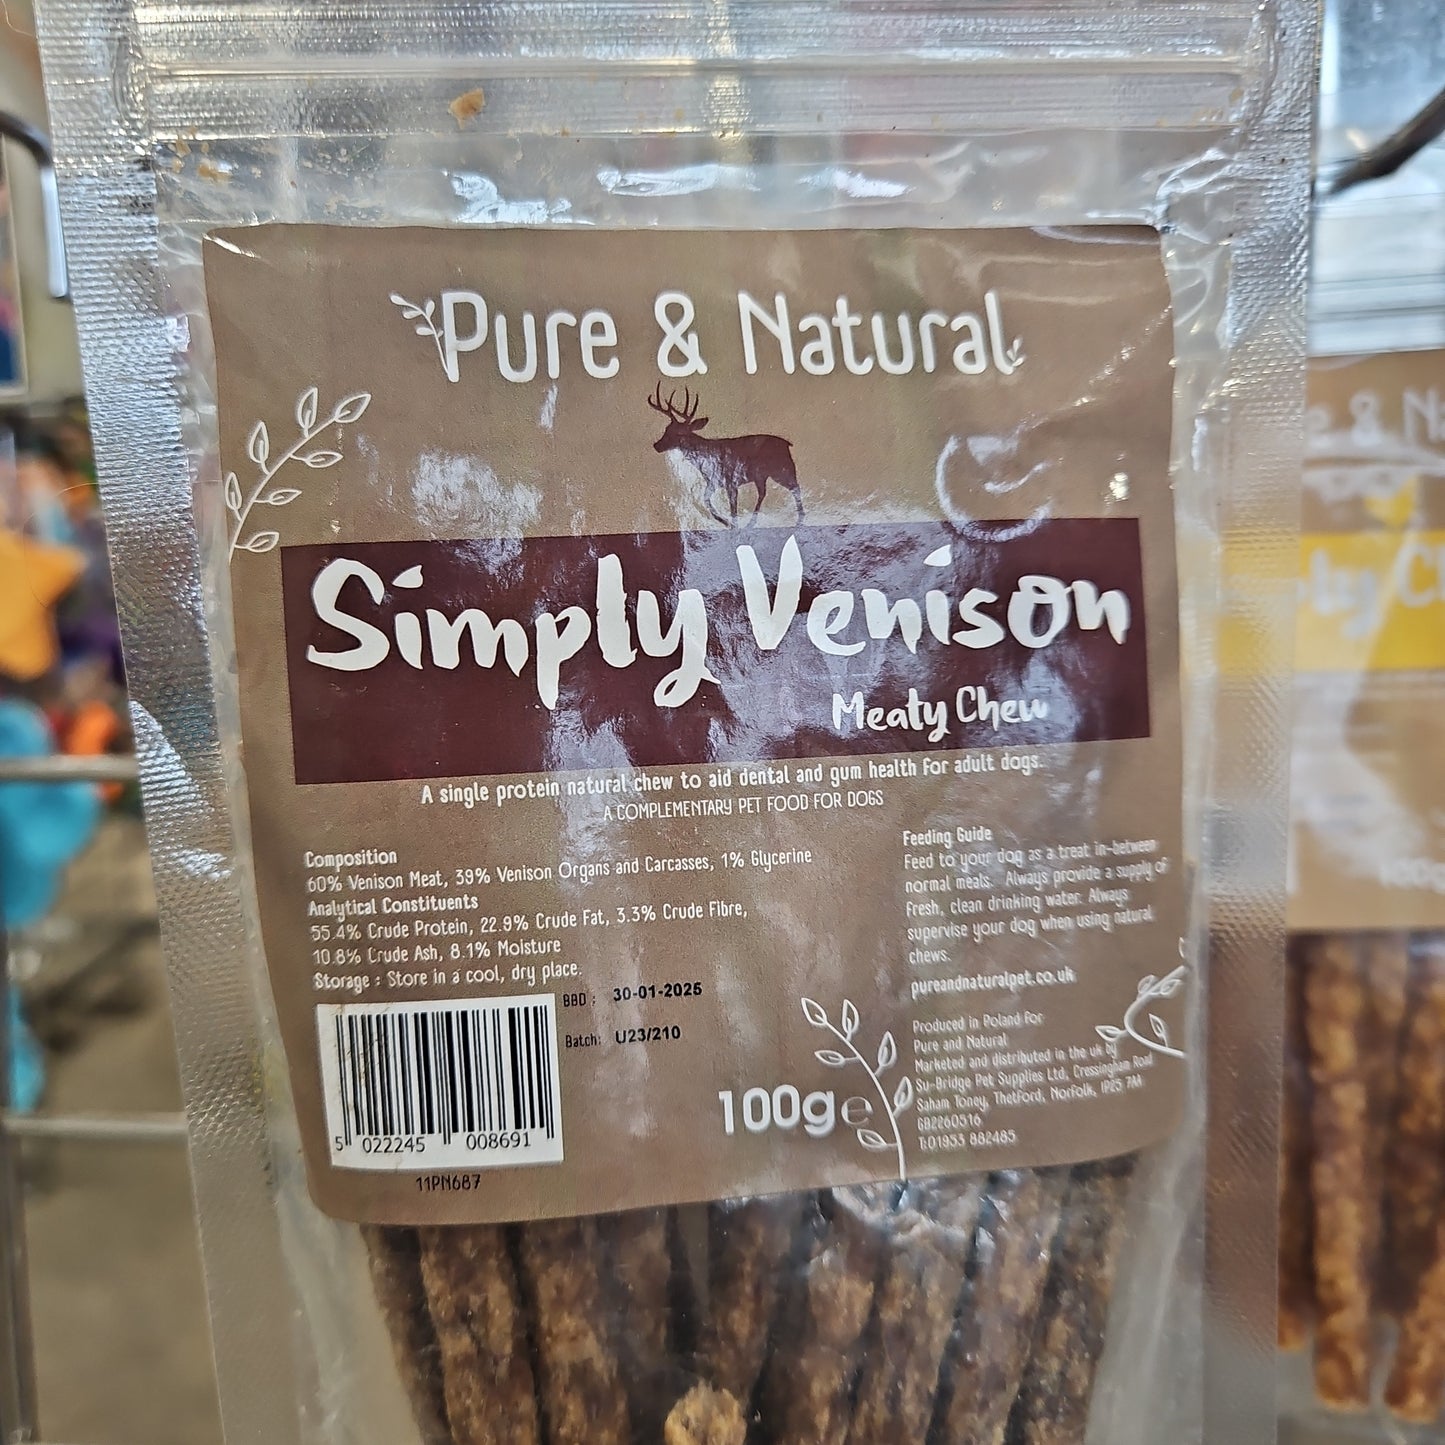 Pure & Natural
Simply Venison
Meaty Chew
A single protein natural chew to aid dental and gum health for adult dogs.
A COMPLEMENTARY PET FOOD FOR DOGS
Composition
60% Venison Meat, 39% Venison Organs and Carcasses, 1% Glycerine
Analytical Constituents
55.4% Crude Protein, 22.9% Crude Fat, 3.3% Crude Fibre,
10.8% Crude Ash, 8.1% Moisture
Storage : Store in a cool, dry place.
BBD : 30-01-2025
Batch: U23/210
5 022245 008691
11PN687
100g e
Feeding Guide
Feed to your dog as a treat in-between
normal meals. Always provide a supply of
fresh, clean drinking water. Always
supervise your dog when using natural
chews.
pureandnaturalpet.co.uk
Produced in Poland for
Pure and Natural
Marketed and distributed in the uk by
Su-Bridge Pet Supplies Ltd, Cressingham Road
Saham Toney, Thetford, Norfolk, IP25 7M
GB2260516
T:01953 882485